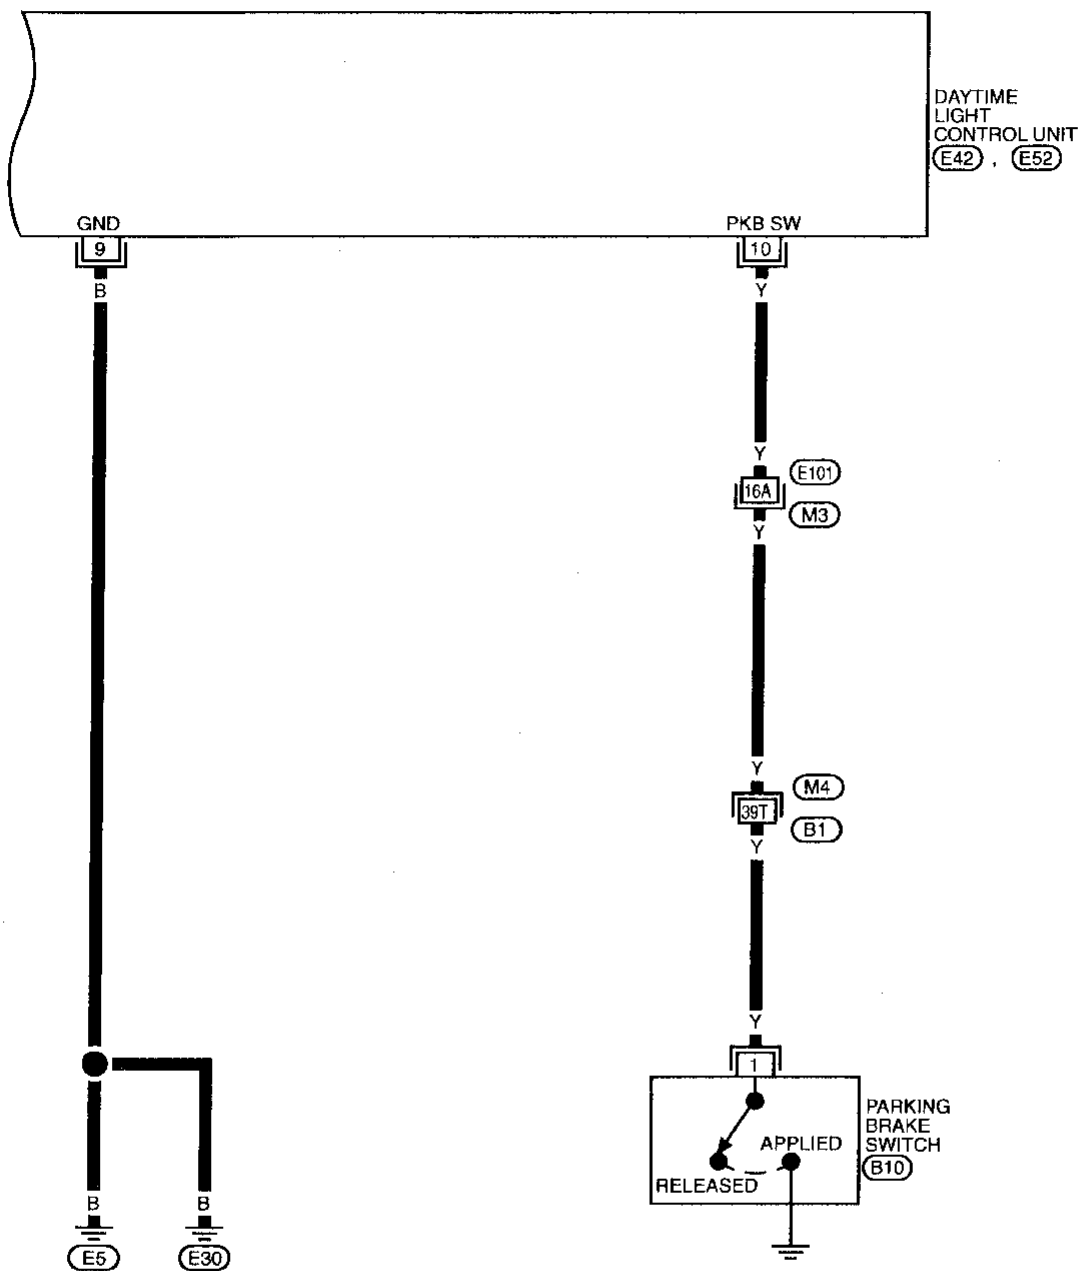 DAYTIME
LIGHT
CONTROL UNIT
E42 , E52
GND
PKB SW
9
10
B
Y
Y
E101
16A
M3
Y
Y
M4
39T
B1
Y
Y
1
PARKING
BRAKE
SWITCH
B10
APPLIED
RELEASED
B
B
E5
E30